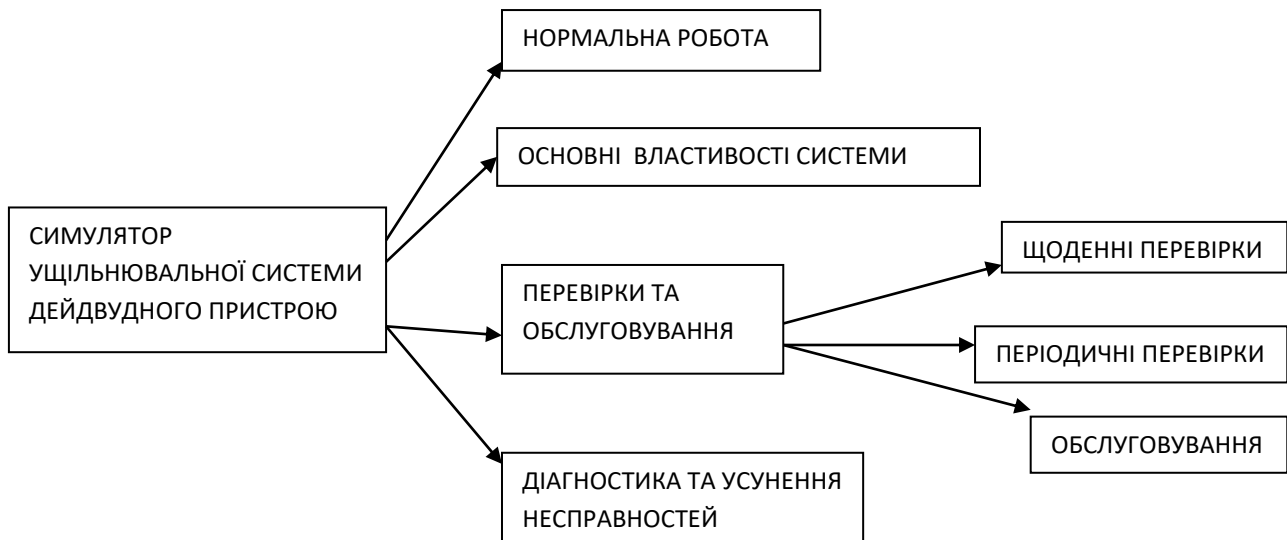 НОРМАЛЬНА РОБОТА
ОСНОВНІ ВЛАСТИВОСТІ СИСТЕМИ
СИМУЛЯТОР
УЩІЛЬНЮВАЛЬНОЇ СИСТЕМИ
ДЕЙДВУДНОГО ПРИСТРОЮ
ПЕРЕВІРКИ ТА
ОБСЛУГОВУВАННЯ
ЩОДЕННІ ПЕРЕВІРКИ
ПЕРІОДИЧНІ ПЕРЕВІРКИ
ОБСЛУГОВУВАННЯ
ДІАГНОСТИКА ТА УСУНЕННЯ
НЕСПРАВНОСТЕЙ